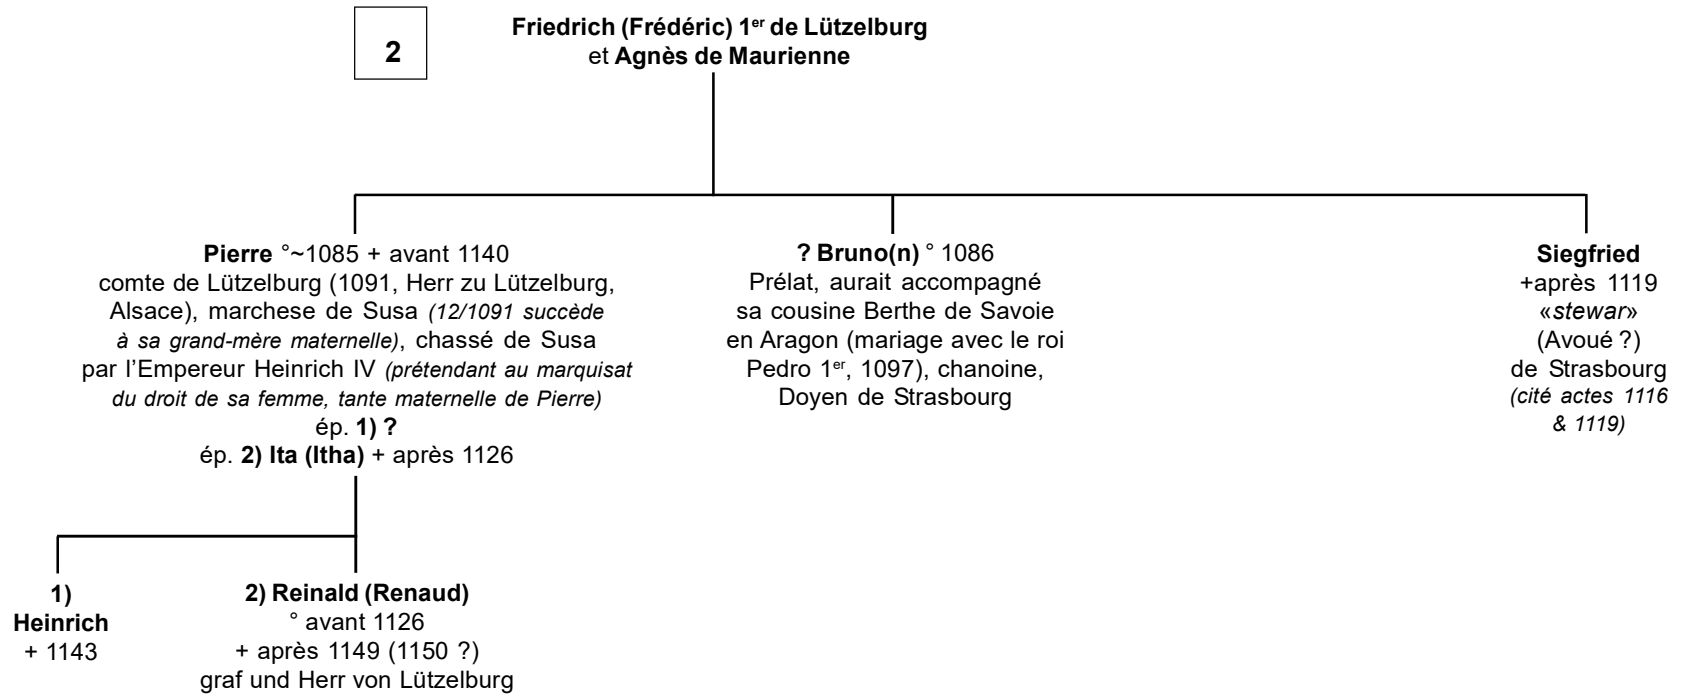 2
Friedrich (Frédéric) 1er de Lützelburg
et Agnès de Maurienne
Pierre °~1085 + avant 1140
comte de Lützelburg (1091, Herr zu Lützelburg,
Alsace), marchese de Susa (12/1091 succède
à sa grand-mère maternelle), chassé de Susa
par l'Empereur Heinrich IV (prétendant au marquisat
du droit de sa femme, tante maternelle de Pierre)
ép. 1) ?
ép. 2) Ita (Itha) + après 1126
? Bruno(n) ° 1086
Prélat, aurait accompagné
sa cousine Berthe de Savoie
en Aragon (mariage avec le roi
Pedro 1er, 1097), chanoine,
Doyen de Strasbourg
Siegfried
+après 1119
«stewar»
(Avoué ?)
de Strasbourg
(cité actes 1116
& 1119)
1)
Heinrich
+ 1143
2) Reinald (Renaud)
° avant 1126
+ après 1149 (1150 ?)
graf und Herr von Lützelburg